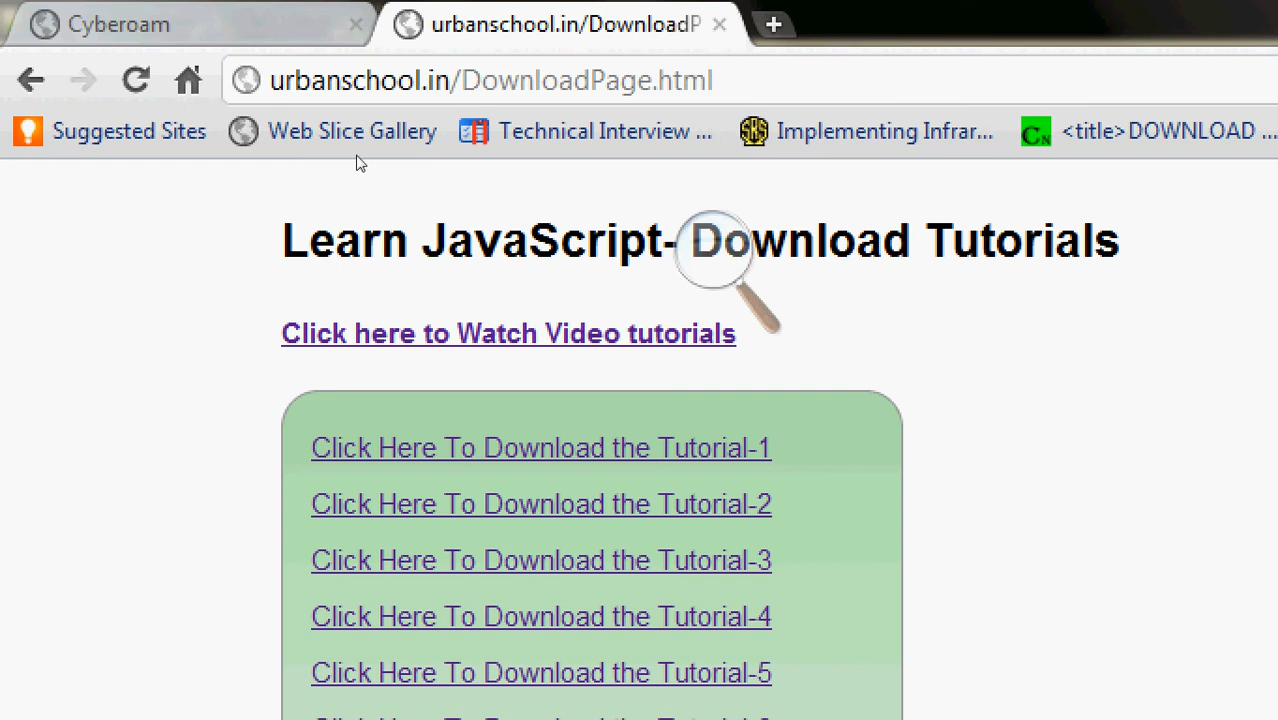 Cyberoam
urbanschool.in/DownloadP
urbanschool.in/DownloadPage.html
Suggested Sites Web Slice Gallery Technical Interview ... Implementing Infrar... <title>DOWNLOAD ...
Learn JavaScript- Download Tutorials
Click here to Watch Video tutorials
Click Here To Download the Tutorial-1
Click Here To Download the Tutorial-2
Click Here To Download the Tutorial-3
Click Here To Download the Tutorial-4
Click Here To Download the Tutorial-5